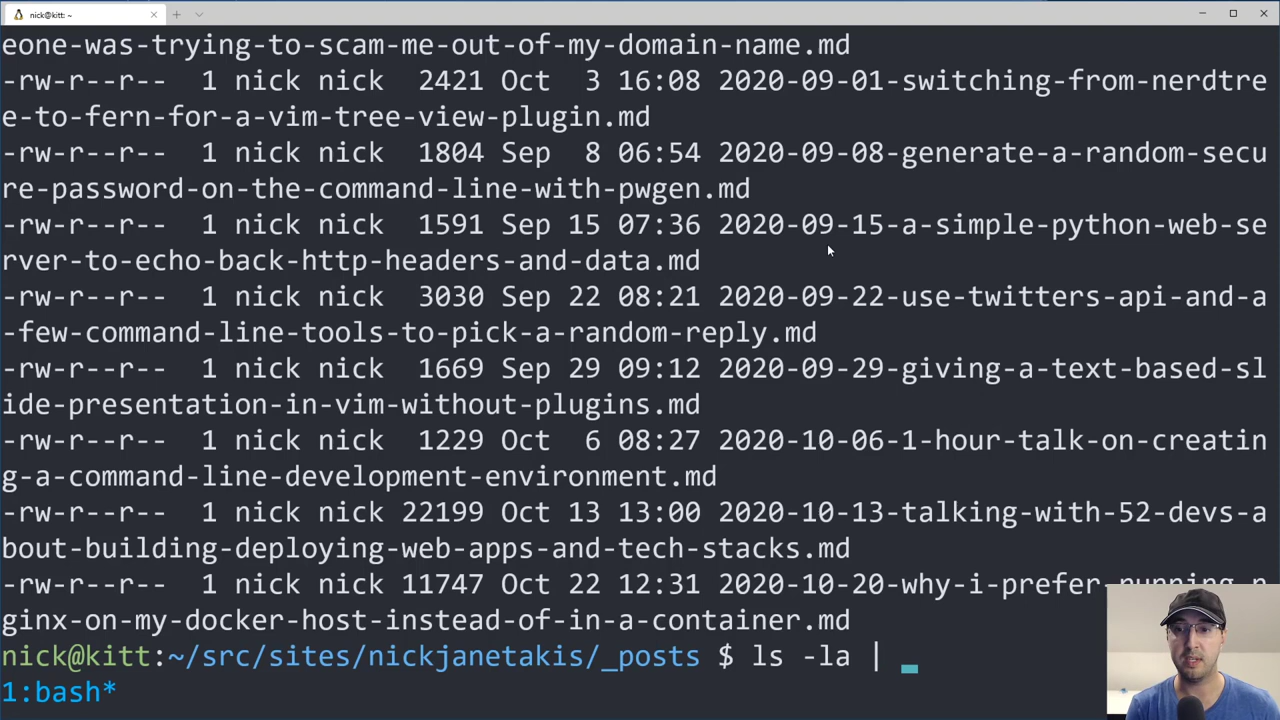 nick@kitt: ~
eone-was-trying-to-scam-me-out-of-my-domain-name.md
-rw-r--r--  1 nick nick  2421 Oct  3 16:08 2020-09-01-switching-from-nerdtre
e-to-fern-for-a-vim-tree-view-plugin.md
-rw-r--r--  1 nick nick  1804 Sep  8 06:54 2020-09-08-generate-a-random-secu
re-password-on-the-command-line-with-pwgen.md
-rw-r--r--  1 nick nick  1591 Sep 15 07:36 2020-09-15-a-simple-python-web-se
rver-to-echo-back-http-headers-and-data.md
-rw-r--r--  1 nick nick  3030 Sep 22 08:21 2020-09-22-use-twitters-api-and-a
-few-command-line-tools-to-pick-a-random-reply.md
-rw-r--r--  1 nick nick  1669 Sep 29 09:12 2020-09-29-giving-a-text-based-sl
ide-presentation-in-vim-without-plugins.md
-rw-r--r--  1 nick nick  1229 Oct  6 08:27 2020-10-06-1-hour-talk-on-creatin
g-a-command-line-development-environment.md
-rw-r--r--  1 nick nick 22199 Oct 13 13:00 2020-10-13-talking-with-52-devs-a
bout-building-deploying-web-apps-and-tech-stacks.md
-rw-r--r--  1 nick nick 11747 Oct 22 12:31 2020-10-20-why-i-prefer-running-n
ginx-on-my-docker-host-instead-of-in-a-container.md
nick@kitt:~/src/sites/nickjanetakis/_posts $ ls -la |
1:bash*